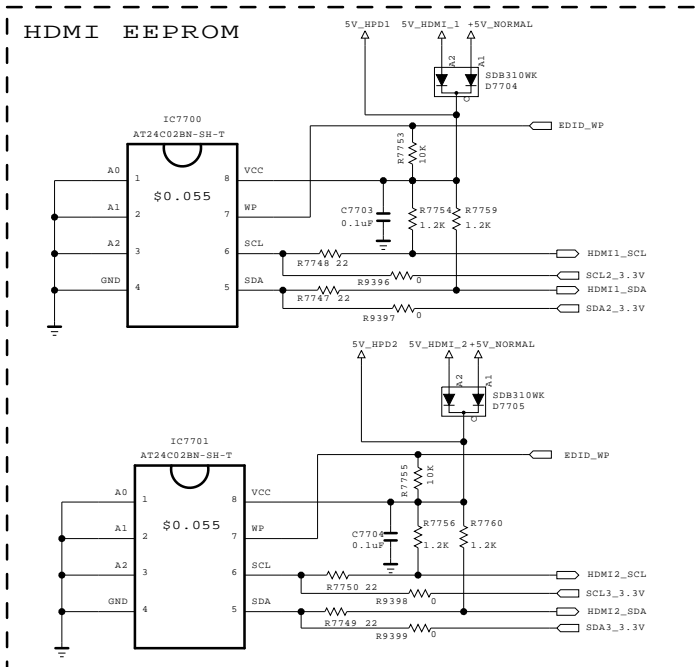 HDMI EEPROM
5V_HPD1 5V_HDMI_1 +5V_NORMAL
A2 A1
SDB310WK
D7704
C
IC7700
AT24C02BN-SH-T
EDID_WP
R7753
10K
A0 1 8 VCC
$0.055
A1 2 7 WP
C7703
0.1uF
R7754
1.2K
R7759
1.2K
A2 3 6 SCL
HDMI1_SCL
R7748 22
SCL2_3.3V
R9396 0
GND 4 5 SDA
HDMI1_SDA
R7747 22
SDA2_3.3V
R9397 0
5V_HPD2 5V_HDMI_2 +5V_NORMAL
A2 A1
SDB310WK
D7705
C
IC7701
AT24C02BN-SH-T
EDID_WP
R7755
10K
A0 1 8 VCC
$0.055
A1 2 7 WP
C7704
0.1uF
R7756
1.2K
R7760
1.2K
A2 3 6 SCL
HDMI2_SCL
R7750 22
SCL3_3.3V
R9398 0
GND 4 5 SDA
HDMI2_SDA
R7749 22
SDA3_3.3V
R9399 0